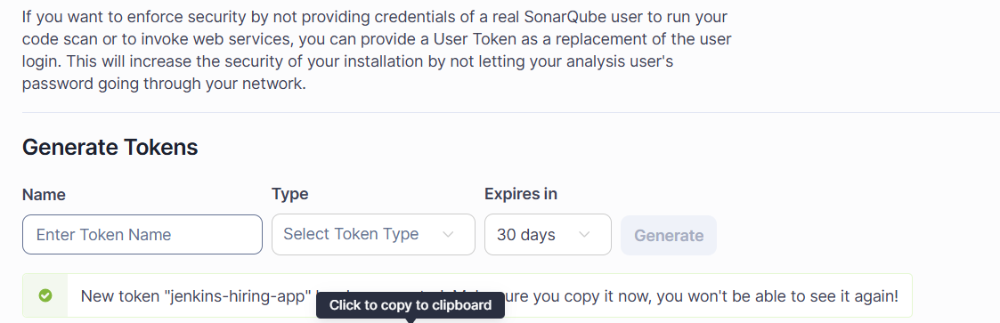 If you want to enforce security by not providing credentials of a real SonarQube user to run your
code scan or to invoke web services, you can provide a User Token as a replacement of the user
login. This will increase the security of your installation by not letting your analysis user's
password going through your network.
Generate Tokens
Name
Type
Expires in
Enter Token Name
Select Token Type
30 days
Generate
New token "jenkins-hiring-app" you copy it now, you won't be able to see it again!
Click to copy to clipboard